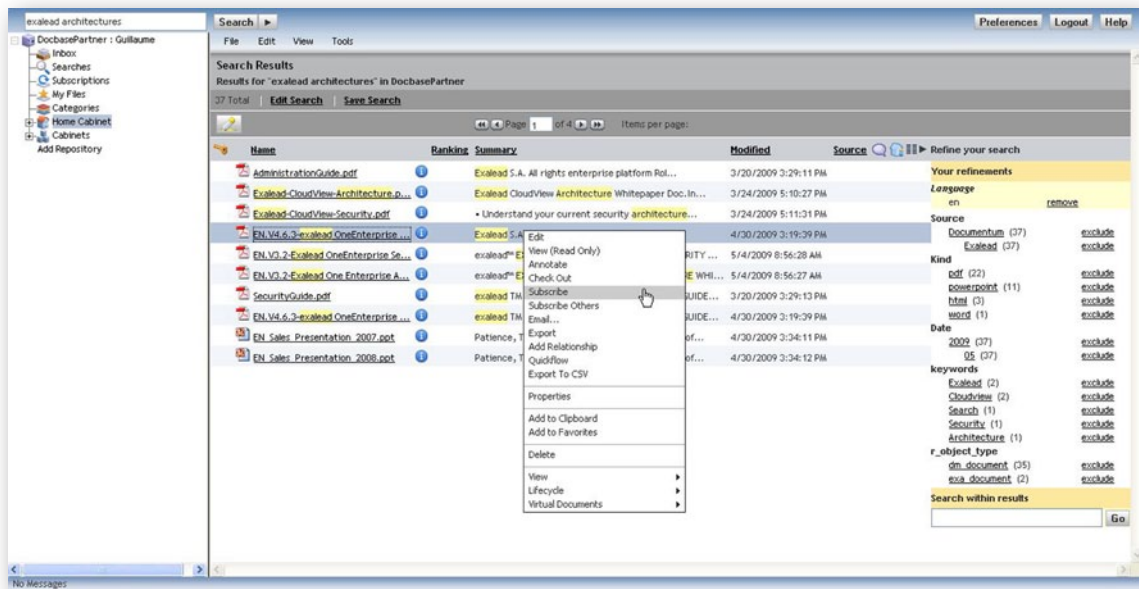 exalead architectures Search Preferences Logout Help
DocbasePartner : Guillaume
Inbox
Searches
Subscriptions
My Files
Categories
Home Cabinet
Cabinets
Add Repository
File Edit View Tools
Search Results
Results for "exalead architectures" in DocbasePartner
37 Total Edit Search Save Search
Page 1 of 4 Items per page:
Name Ranking Summary Modified Source
AdministrationGuide.pdf Exalead S.A. All rights enterprise platform Rol... 3/20/2009 3:29:11 PM
Exalead-CloudView-Architecture.p... Exalead CloudView Architecture Whitepaper Doc.In... 3/24/2009 5:10:27 PM
Exalead-CloudView-Security.pdf • Understand your current security architecture... 3/24/2009 5:11:31 PM
EN.V4.6.3-exalead OneEnterprise ... Exalead S.A 4/30/2009 3:19:39 PM
EN.V3.2-Exalead OneEnterprise Se... exalead™ E RITY ... 5/4/2009 8:56:28 AM
EN.V3.2-Exalead One Enterprise A... exalead™ E E WHI... 5/4/2009 8:56:27 AM
SecurityGuide.pdf exalead TM UIDE... 3/20/2009 3:29:13 PM
EN.V4.6.3-exalead OneEnterprise ... exalead TM UIDE... 4/30/2009 3:19:39 PM
EN Sales Presentation 2007.ppt Patience, T of... 4/30/2009 3:34:11 PM
EN Sales Presentation 2008.ppt Patience, T of... 4/30/2009 3:34:12 PM
Edit
View (Read Only)
Annotate
Check Out
Subscribe
Subscribe Others
Email...
Export
Add Relationship
Quickflow
Export To CSV
Properties
Add to Clipboard
Add to Favorites
Delete
View
Lifecycle
Virtual Documents
Refine your search
Your refinements
Language
en remove
Source
Documentum (37) exclude
Exalead (37) exclude
Kind
pdf (22) exclude
powerpoint (11) exclude
html (3) exclude
word (1) exclude
Date
2009 (37) exclude
05 (37) exclude
keywords
Exalead (2) exclude
Cloudview (2) exclude
Search (1) exclude
Security (1) exclude
Architecture (1) exclude
r_object_type
dm_document (35) exclude
exa_document (2) exclude
Search within results
Go
No Messages